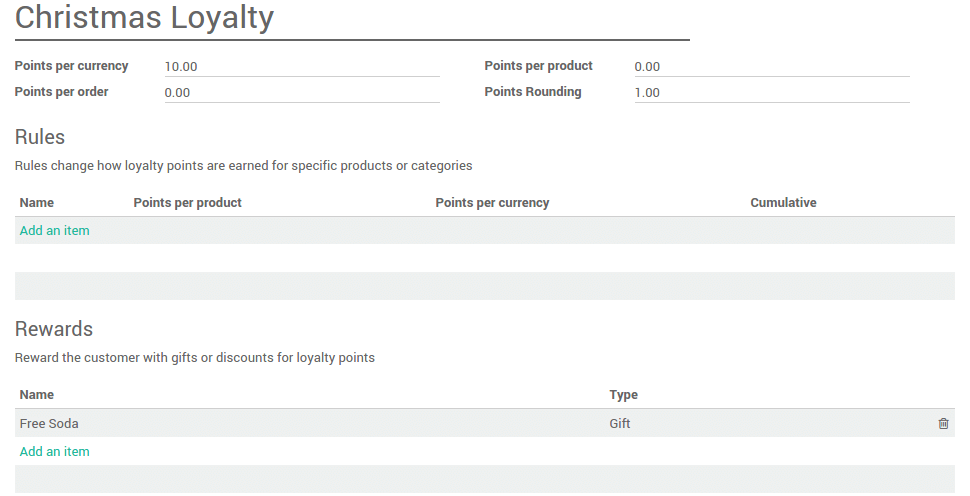 Christmas Loyalty
Points per currency 10.00 Points per product 0.00
Points per order 0.00 Points Rounding 1.00
Rules
Rules change how loyalty points are earned for specific products or categories
Name Points per product Points per currency Cumulative
Add an item
Rewards
Reward the customer with gifts or discounts for loyalty points
Name Type
Free Soda Gift
Add an item